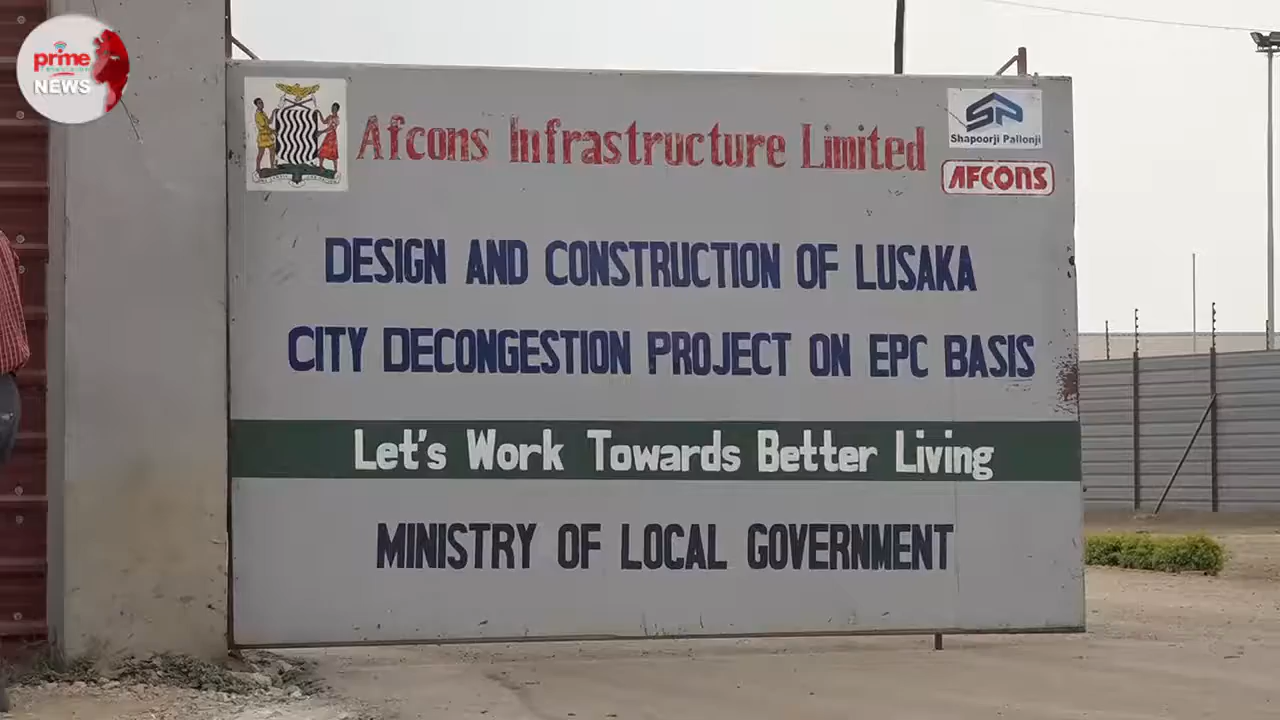 prime
NEWS
Afcons Infrastructure Limited
Shapoorji Pallonji
AFCONS
DESIGN AND CONSTRUCTION OF LUSAKA
CITY DECONGESTION PROJECT ON EPC BASIS
Let's Work Towards Better Living
MINISTRY OF LOCAL GOVERNMENT